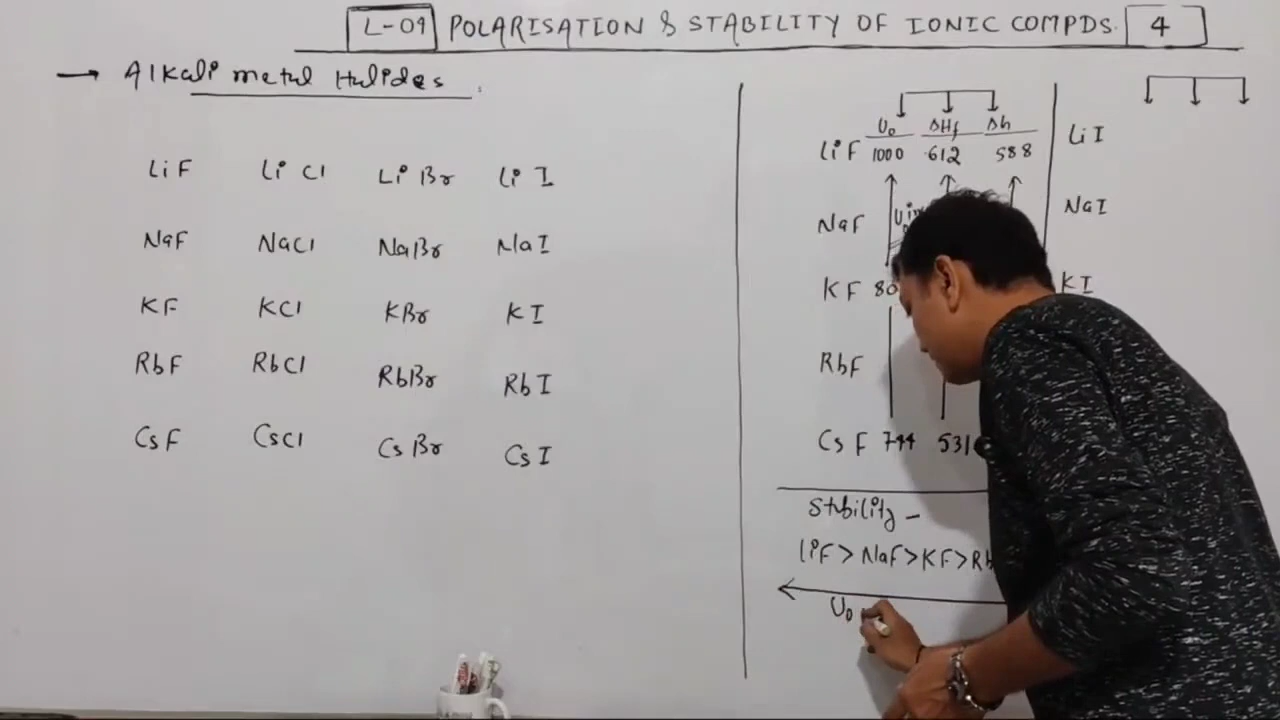 L-09 POLARISATION & STABILITY OF IONIC COMPDS. 4
→ Alkali metal Halides.
LiF LiCl LiBr LiI
NaF NaCl NaBr NaI
KF KCl KBr KI
RbF RbCl RbBr RbI
CsF CsCl CsBr CsI
U₀ ΔHf Δh
LiF 1000 612 588
NaF
KF 80
RbF
CsF 744 531
Stability -
LiF > NaF > KF > Rb
U₀
LiI
NaI
KI